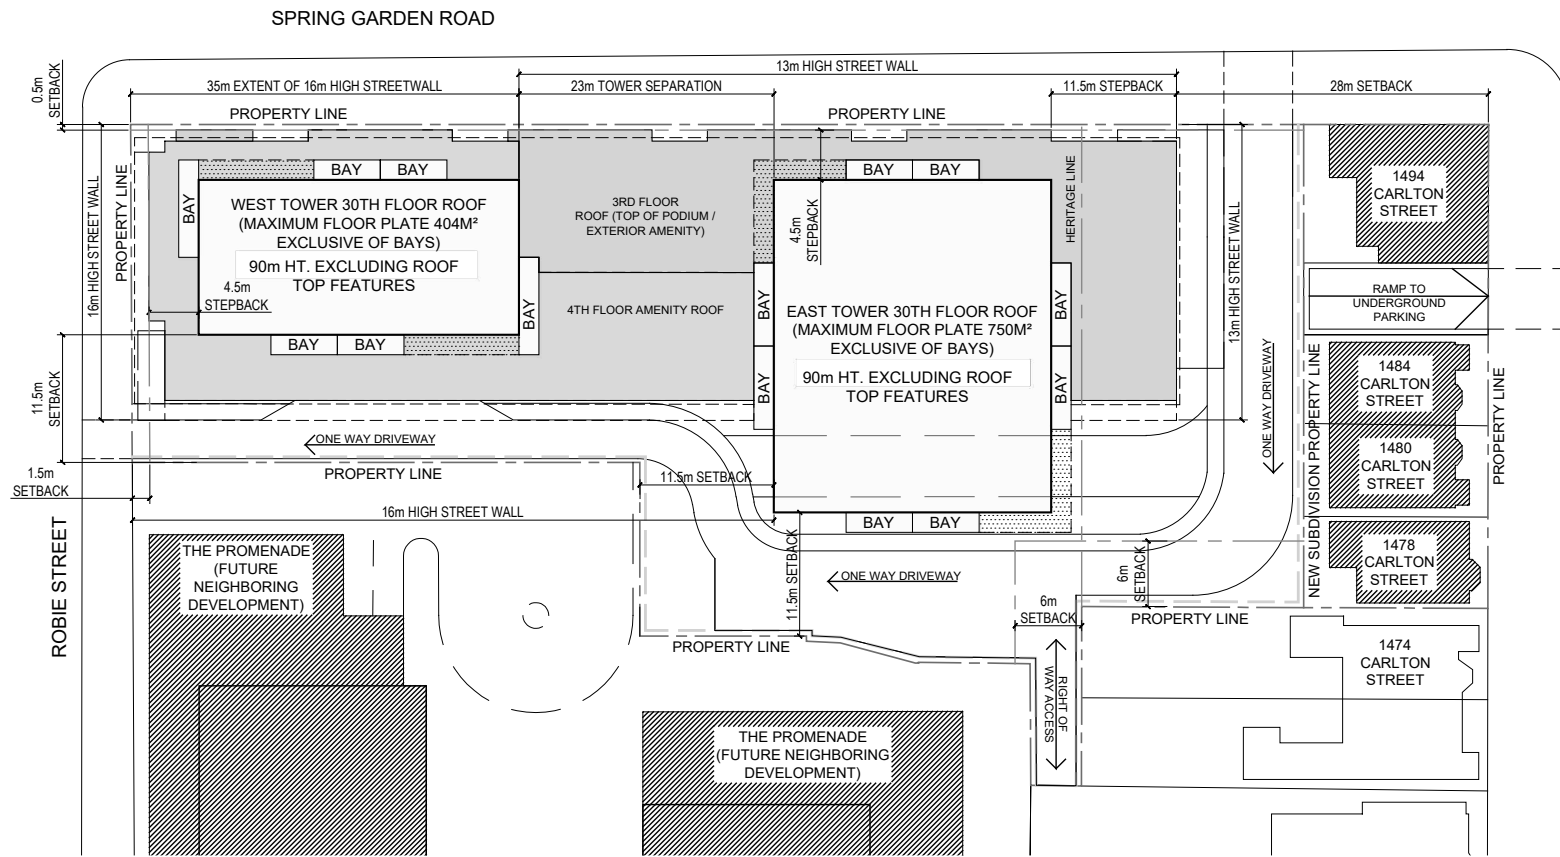 SPRING GARDEN ROAD
13m HIGH STREET WALL
0.5m
SETBACK
35m EXTENT OF 16m HIGH STREETWALL
23m TOWER SEPARATION
11.5m STEPBACK
28m SETBACK
PROPERTY LINE
PROPERTY LINE
PROPERTY LINE
16m HIGH STREET WALL
BAY
BAY
BAY
WEST TOWER 30TH FLOOR ROOF
(MAXIMUM FLOOR PLATE 404M²
EXCLUSIVE OF BAYS)
90m HT. EXCLUDING ROOF
TOP FEATURES
4.5m
STEPBACK
BAY
BAY
BAY
3RD FLOOR
ROOF (TOP OF PODIUM /
EXTERIOR AMENITY)
4TH FLOOR AMENITY ROOF
BAY
BAY
4.5m
STEPBACK
HERITAGE LINE
EAST TOWER 30TH FLOOR ROOF
(MAXIMUM FLOOR PLATE 750M²
EXCLUSIVE OF BAYS)
90m HT. EXCLUDING ROOF
TOP FEATURES
BAY
BAY
BAY
BAY
BAY
BAY
13m HIGH STREET WALL
1494
CARLTON
STREET
RAMP TO
UNDERGROUND
PARKING
1484
CARLTON
STREET
1480
CARLTON
STREET
1478
CARLTON
STREET
1474
CARLTON
STREET
ONE WAY DRIVEWAY
NEW SUBDIVISION PROPERTY LINE
PROPERTY LINE
11.5m
SETBACK
ONE WAY DRIVEWAY
PROPERTY LINE
1.5m
SETBACK
11.5m SETBACK
16m HIGH STREET WALL
ROBIE STREET
THE PROMENADE
(FUTURE
NEIGHBORING
DEVELOPMENT)
11.5m SETBACK
ONE WAY DRIVEWAY
6m
SETBACK
6m
SETBACK
PROPERTY LINE
PROPERTY LINE
RIGHT OF
WAY ACCESS
THE PROMENADE
(FUTURE NEIGHBORING
DEVELOPMENT)